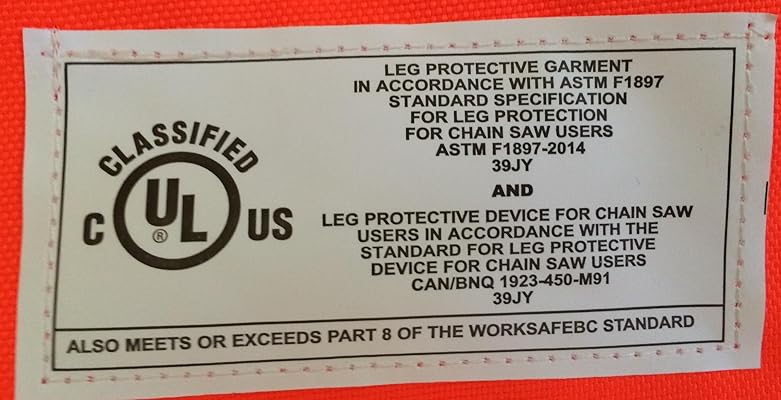 CLASSIFIED
C UL US
®
LEG PROTECTIVE GARMENT
IN ACCORDANCE WITH ASTM F1897
STANDARD SPECIFICATION
FOR LEG PROTECTION
FOR CHAIN SAW USERS
ASTM F1897-2014
39JY
AND
LEG PROTECTIVE DEVICE FOR CHAIN SAW
USERS IN ACCORDANCE WITH THE
STANDARD FOR LEG PROTECTIVE
DEVICE FOR CHAIN SAW USERS
CAN/BNQ 1923-450-M91
39JY
ALSO MEETS OR EXCEEDS PART 8 OF THE WORKSAFEBC STANDARD